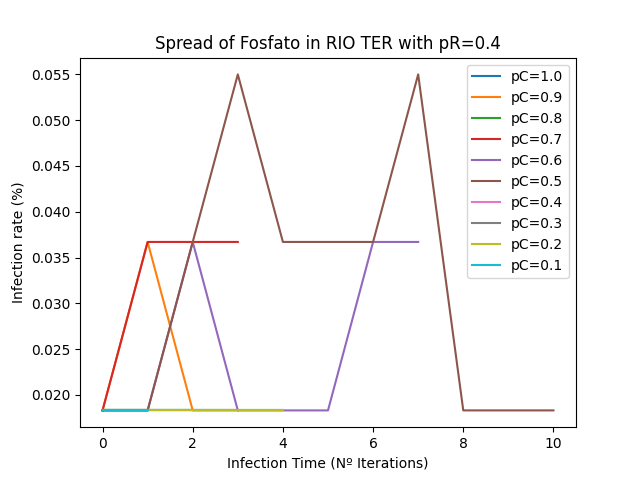 Spread of Fosfato in RIO TER with pR=0.4
0.055
0.050
0.045
0.040
0.035
0.030
0.025
0.020
Infection rate (%)
pC=1.0
pC=0.9
pC=0.8
pC=0.7
pC=0.6
pC=0.5
pC=0.4
pC=0.3
pC=0.2
pC=0.1
0 2 4 6 8 10
Infection Time (Nº Iterations)